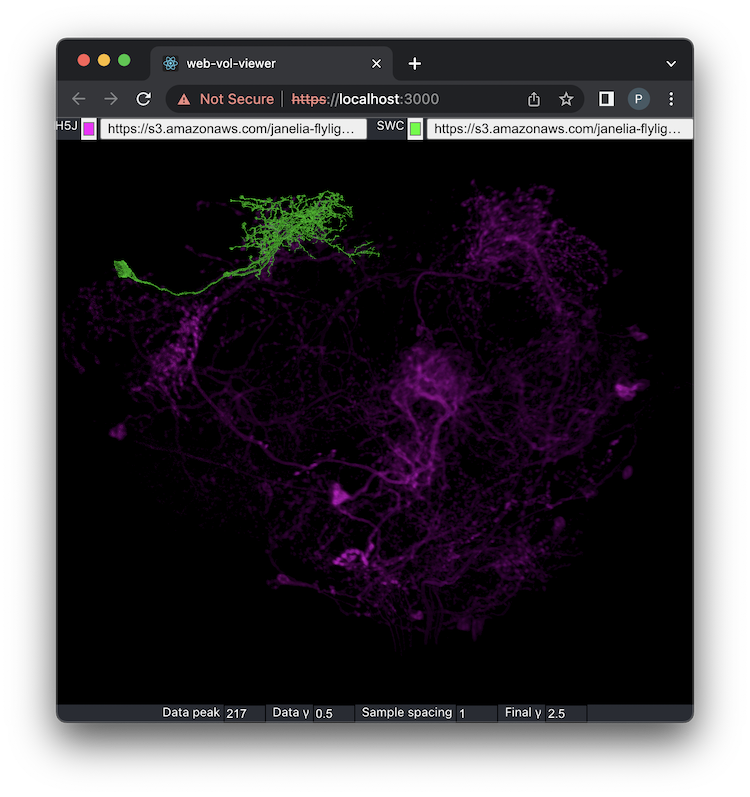 web-vol-viewer
Not Secure https://localhost:3000 P
H5J https://s3.amazonaws.com/janelia-flylig… SWC https://s3.amazonaws.com/janelia-flylig…
Data peak 217 Data γ 0.5 Sample spacing 1 Final γ 2.5